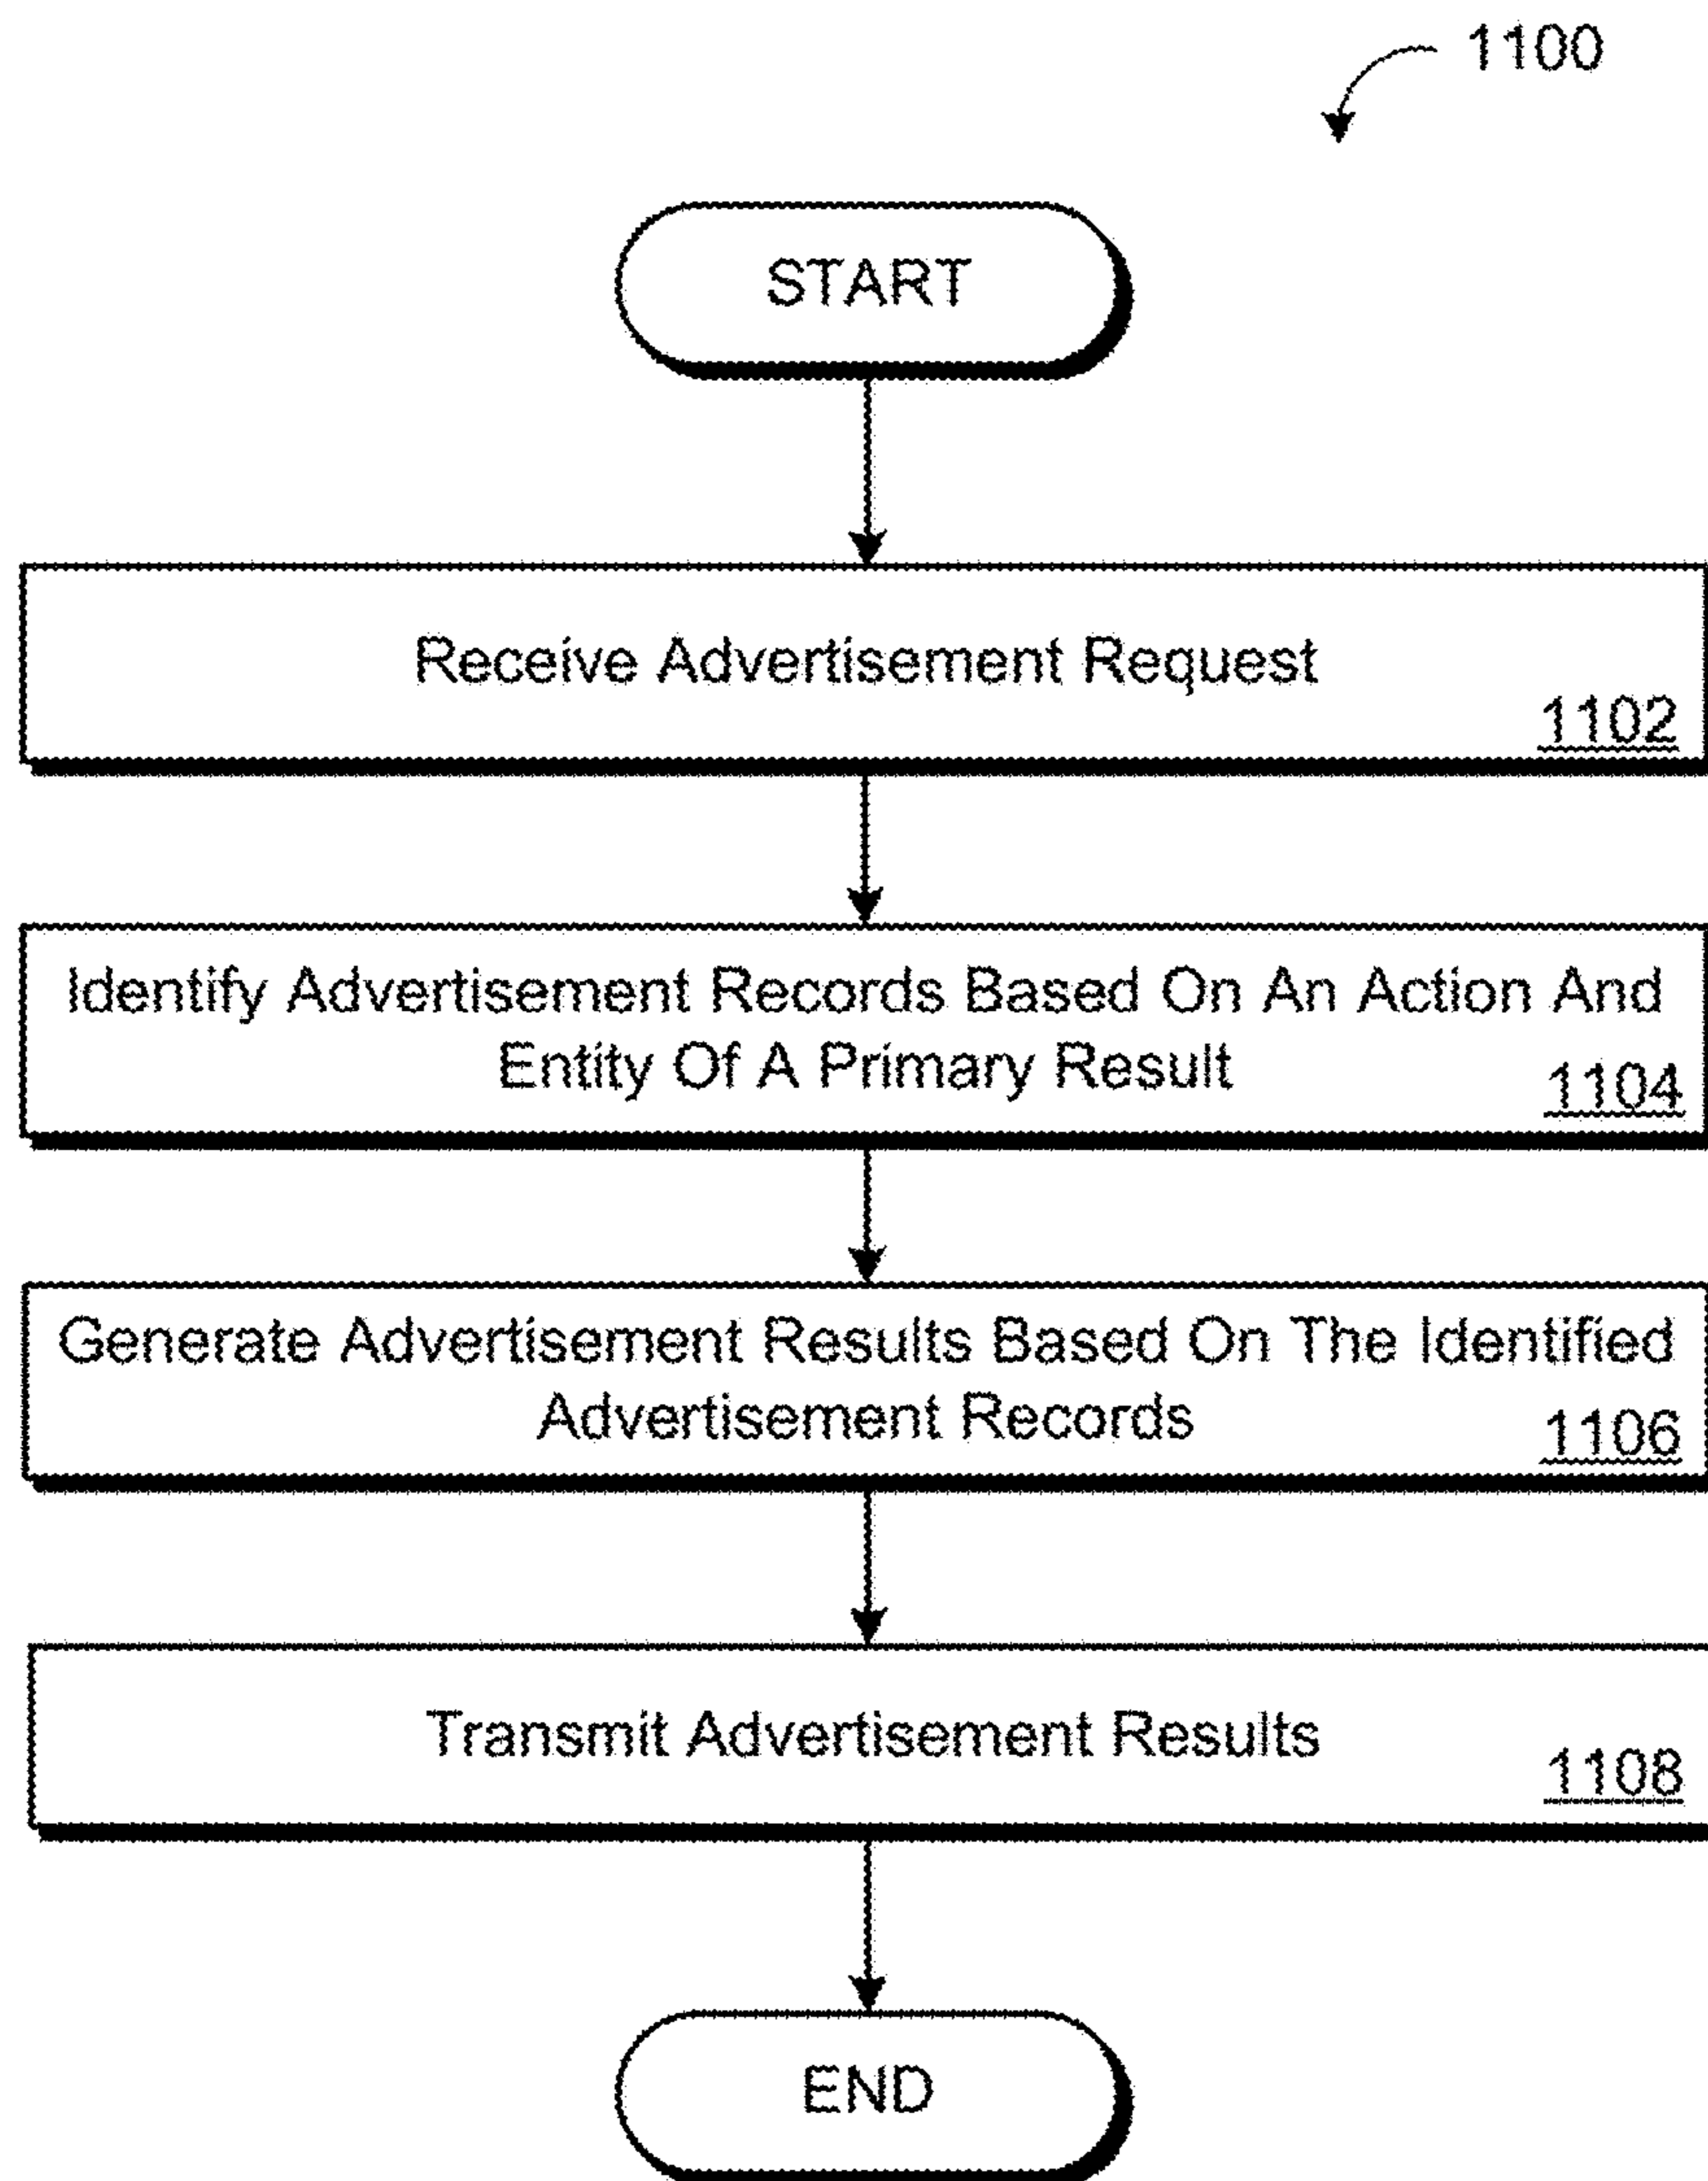 1100
START
Receive Advertisement Request
1102
Identify Advertisement Records Based On An Action And
Entity Of A Primary Result
1104
Generate Advertisement Results Based On The Identified
Advertisement Records
1106
Transmit Advertisement Results
1108
END